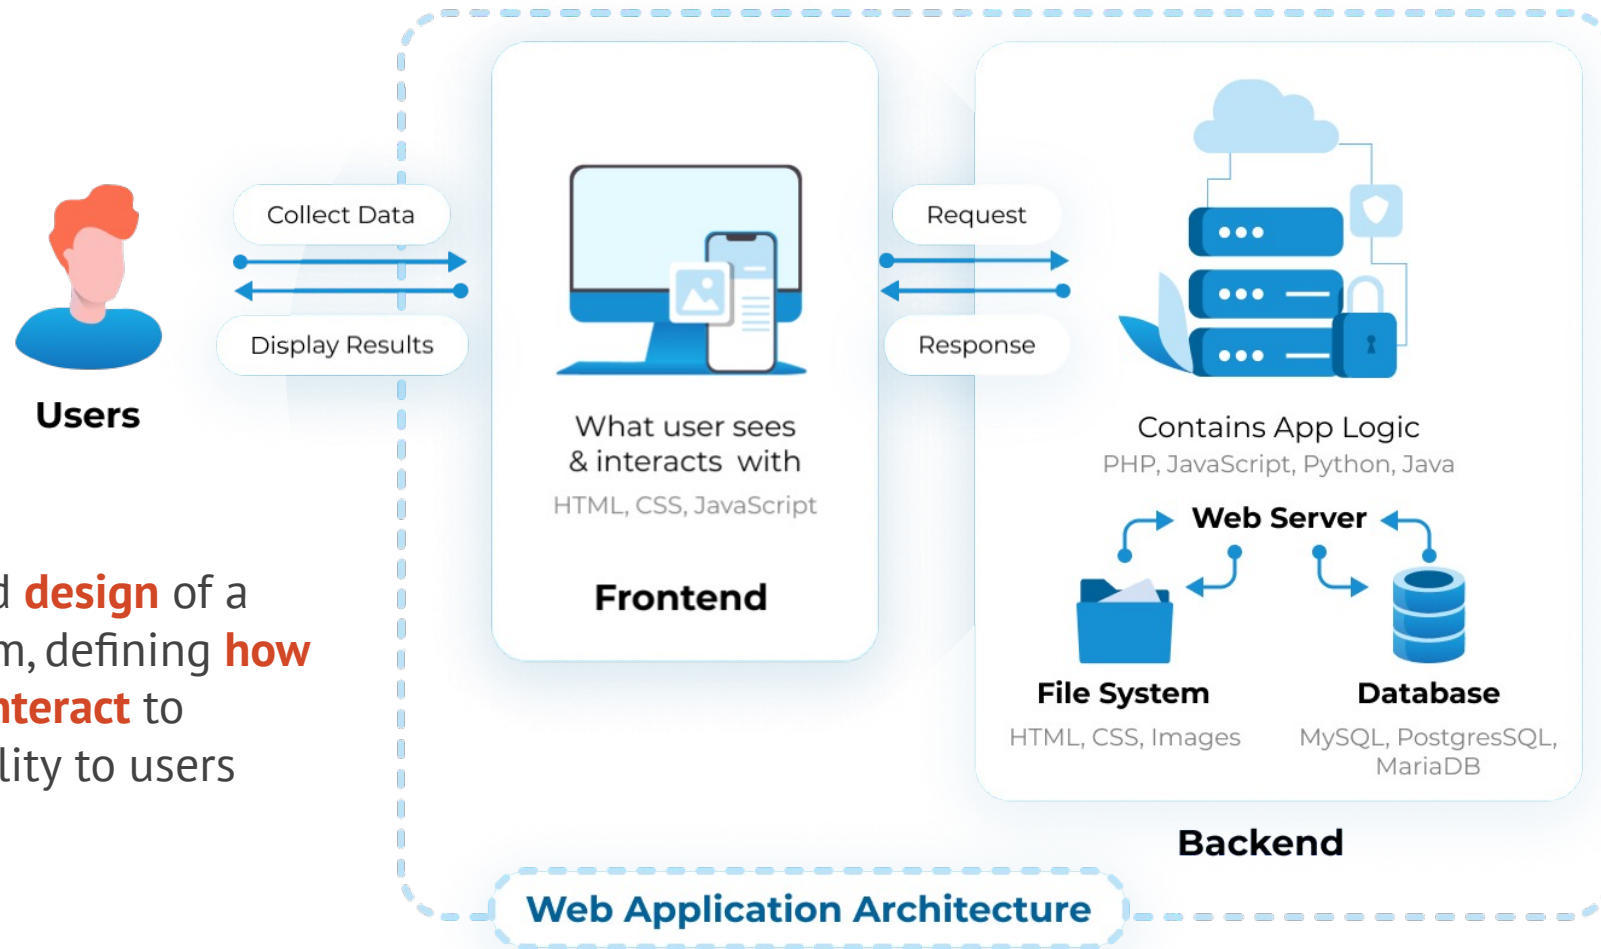 Collect Data
Display Results
Users
What user sees
& interacts with
HTML, CSS, JavaScript
Frontend
Request
Response
Contains App Logic
PHP, JavaScript, Python, Java
Web Server
File System
HTML, CSS, Images
Database
MySQL, PostgresSQL,
MariaDB
Backend
design of a
defining how
to
to users
Web Application Architecture